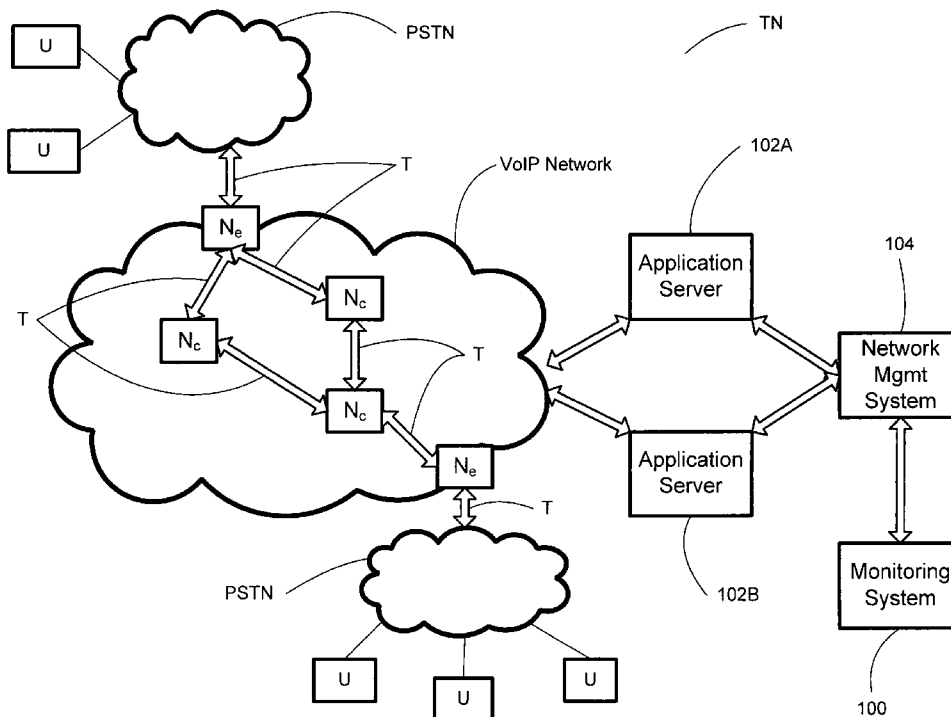 PSTN
TN
U
U
102A
T
VoIP Network
Ne
Application
Server
104
Nc
T
Nc
T
Network
Mgmt
System
Nc
Application
Server
Ne
T
PSTN
102B
Monitoring
System
U
U
U
100